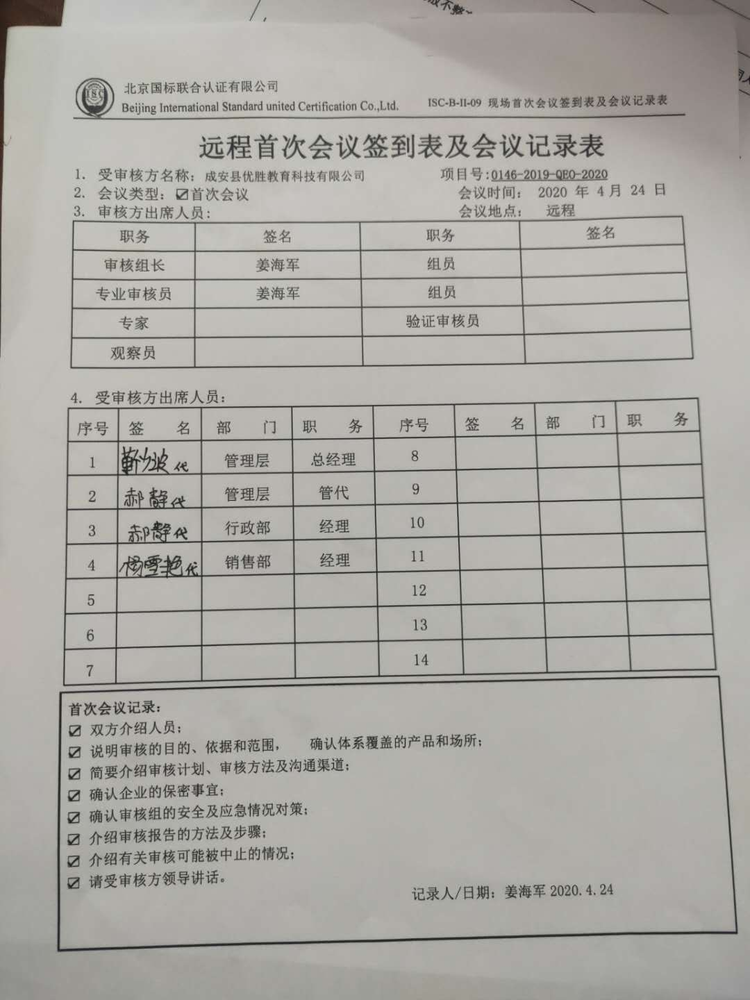 放不整
ISC
北京国标联合认证有限公司
Beijing International Standard united Certification Co.,Ltd.
ISC-B-II-09 现场首次会议签到表及会议记录表
远程首次会议签到表及会议记录表
1. 受审核方名称：成安县优胜教育科技有限公司 项目号:0146-2019-QEO-2020
2. 会议类型：☑首次会议 会议时间： 2020 年 4 月 24 日
3. 审核方出席人员： 会议地点： 远程
职务 签名 职务 签名
审核组长 姜海军 组员
专业审核员 姜海军 组员
专家 验证审核员
观察员
4. 受审核方出席人员：
序号 签 名 部 门 职 务 序号 签 名 部 门 职 务
1 代 管理层 总经理 8
2 郝静代 管理层 管代 9
3 郝静代 行政部 经理 10
4 杨雪艳代 销售部 经理 11
5 12
6 13
7 14
首次会议记录：
☑ 双方介绍人员；
☑ 说明审核的目的、依据和范围， 确认体系覆盖的产品和场所；
☑ 简要介绍审核计划、审核方法及沟通渠道；
☑ 确认企业的保密事宜；
☑ 确认审核组的安全及应急情况对策；
☑ 介绍审核报告的方法及步骤；
☑ 介绍有关审核可能被中止的情况；
☑ 请受审核方领导讲话。
记录人/日期：姜海军 2020.4.24